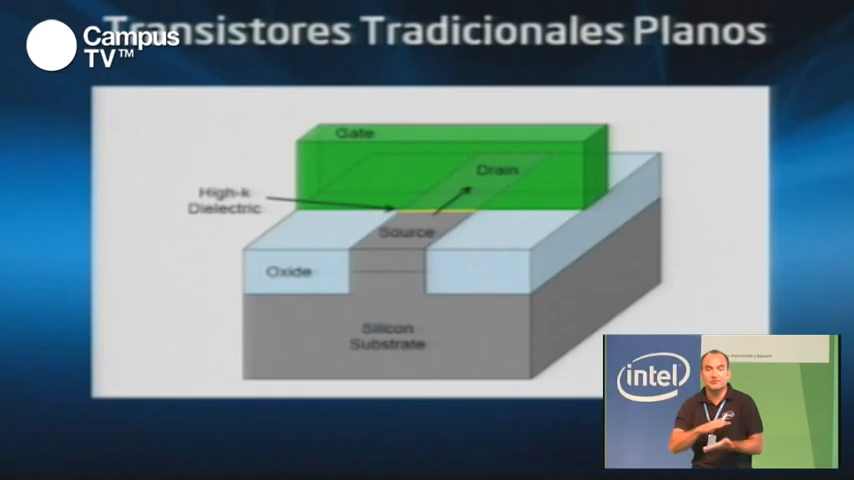 Transistores Tradicionales Planos
Campus
TV™
Gate
Drain
High-k
Dielectric
Source
Oxide
Silicon
Substrate
intel